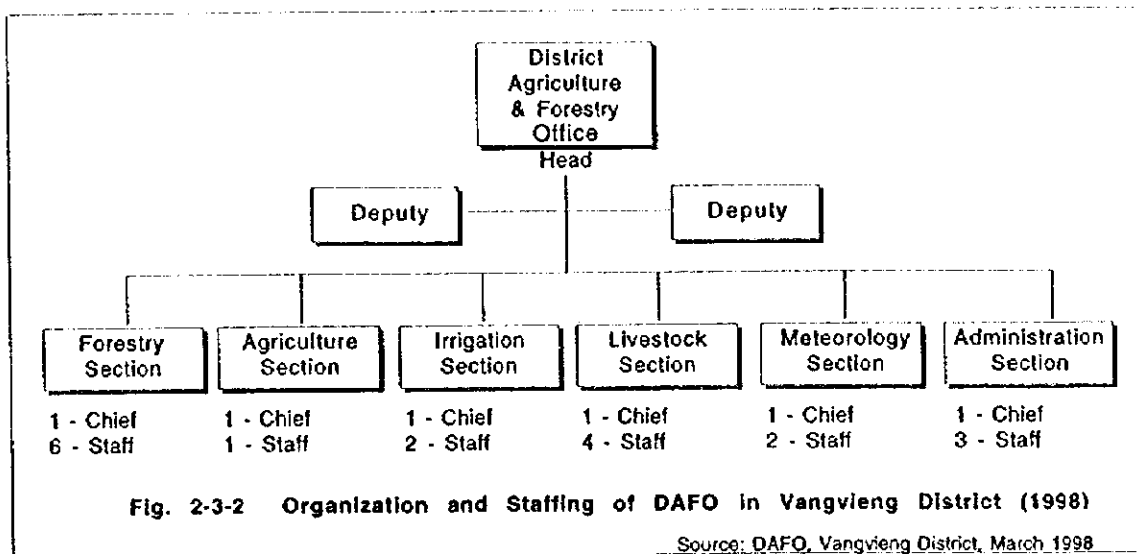 District
Agriculture
& Forestry
Office
Head
Deputy
Deputy
Forestry
Section
1 - Chief
6 - Staff
Agriculture
Section
1 - Chief
1 - Staff
Irrigation
Section
1 - Chief
2 - Staff
Livestock
Section
1 - Chief
4 - Staff
Meteorology
Section
1 - Chief
2 - Staff
Administration
Section
1 - Chief
3 - Staff
Fig. 2-3-2 Organization and Staffing of DAFO in Vangvieng District (1998)
Source: DAFO, Vangvieng District, March 1998